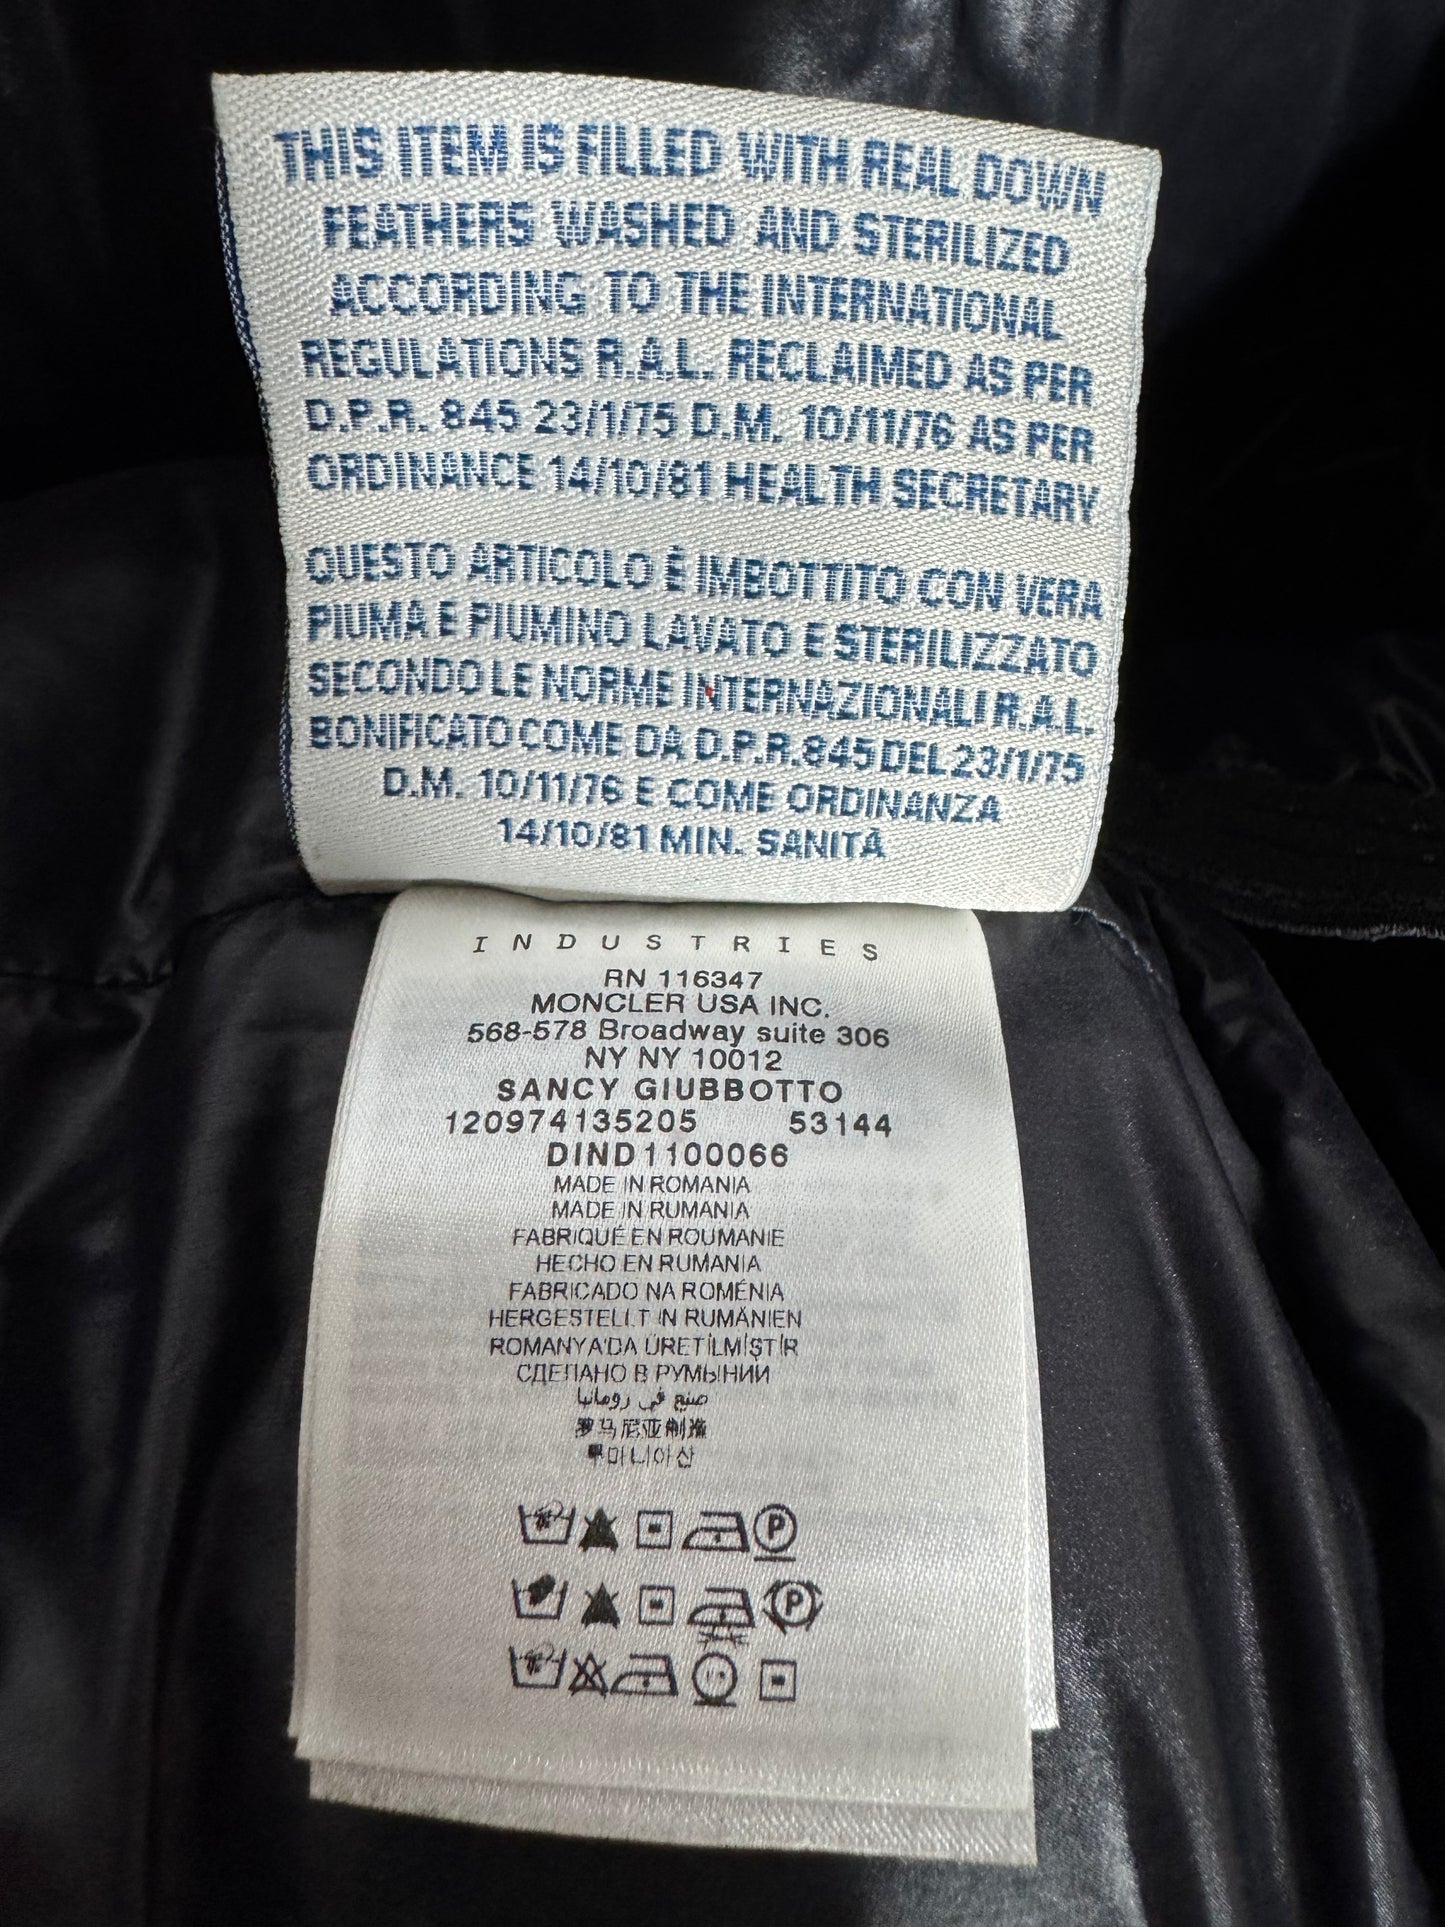 THIS ITEM IS FILLED WITH REAL DOWN
FEATHERS WASHED AND STERILIZED
ACCORDING TO THE INTERNATIONAL
REGULATIONS R.A.L. RECLAIMED AS PER
D.P.R. 845 23/1/75 D.M. 10/11/76 AS PER
ORDINANCE 14/10/81 HEALTH SECRETARY
QUESTO ARTICOLO É IMBOTTITO CON VERA
PIUMA E PIUMINO LAVATO E STERILIZZATO
SECONDO LE NORME INTERNAZIONALI R.A.L.
BONIFICATO COME DA D.P.R. 845 DEL 23/1/75
D.M. 10/11/76 E COME ORDINANZA
14/10/81 MIN. SANITÀ
INDUSTRIES
RN 116347
MONCLER USA INC.
568-578 Broadway suite 306
NY NY 10012
SANCY GIUBBOTTO
120974135205 53144
DIND1100066
MADE IN ROMANIA
MADE IN RUMANIA
FABRIQUÉ EN ROUMANIE
HECHO EN RUMANIA
FABRICADO NA ROMÉNIA
HERGESTELLT IN RUMÄNIEN
ROMANYA'DA ÜRETİLMİŞTİR
СДЕЛАНО В РУМЫНИИ
صنع في رومانيا
罗马尼亚制造
루마니아산
P
P